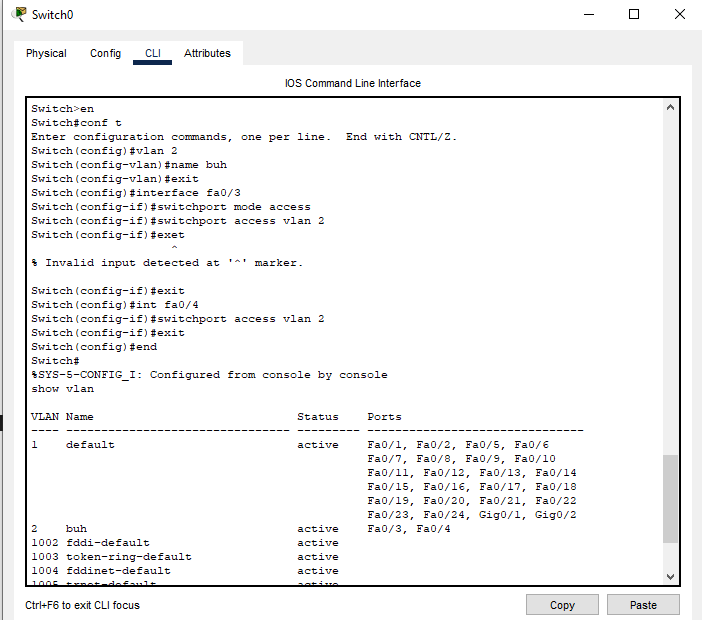 Switch0
Physical Config CLI Attributes
IOS Command Line Interface
Switch>en
Switch#conf t
Enter configuration commands, one per line.  End with CNTL/Z.
Switch(config)#vlan 2
Switch(config-vlan)#name buh
Switch(config-vlan)#exit
Switch(config)#interface fa0/3
Switch(config-if)#switchport mode access
Switch(config-if)#switchport access vlan 2
Switch(config-if)#exet
^
% Invalid input detected at '^' marker.
Switch(config-if)#exit
Switch(config)#int fa0/4
Switch(config-if)#switchport access vlan 2
Switch(config-if)#exit
Switch(config)#end
Switch#
%SYS-5-CONFIG_I: Configured from console by console
show vlan
VLAN Name                             Status    Ports
---- -------------------------------- --------- -------------------------------
1    default                          active    Fa0/1, Fa0/2, Fa0/5, Fa0/6
                                                Fa0/7, Fa0/8, Fa0/9, Fa0/10
                                                Fa0/11, Fa0/12, Fa0/13, Fa0/14
                                                Fa0/15, Fa0/16, Fa0/17, Fa0/18
                                                Fa0/19, Fa0/20, Fa0/21, Fa0/22
                                                Fa0/23, Fa0/24, Gig0/1, Gig0/2
2    buh                              active    Fa0/3, Fa0/4
1002 fddi-default                     active
1003 token-ring-default               active
1004 fddinet-default                  active
1005 trnet-default                    active
Ctrl+F6 to exit CLI focus Copy Paste